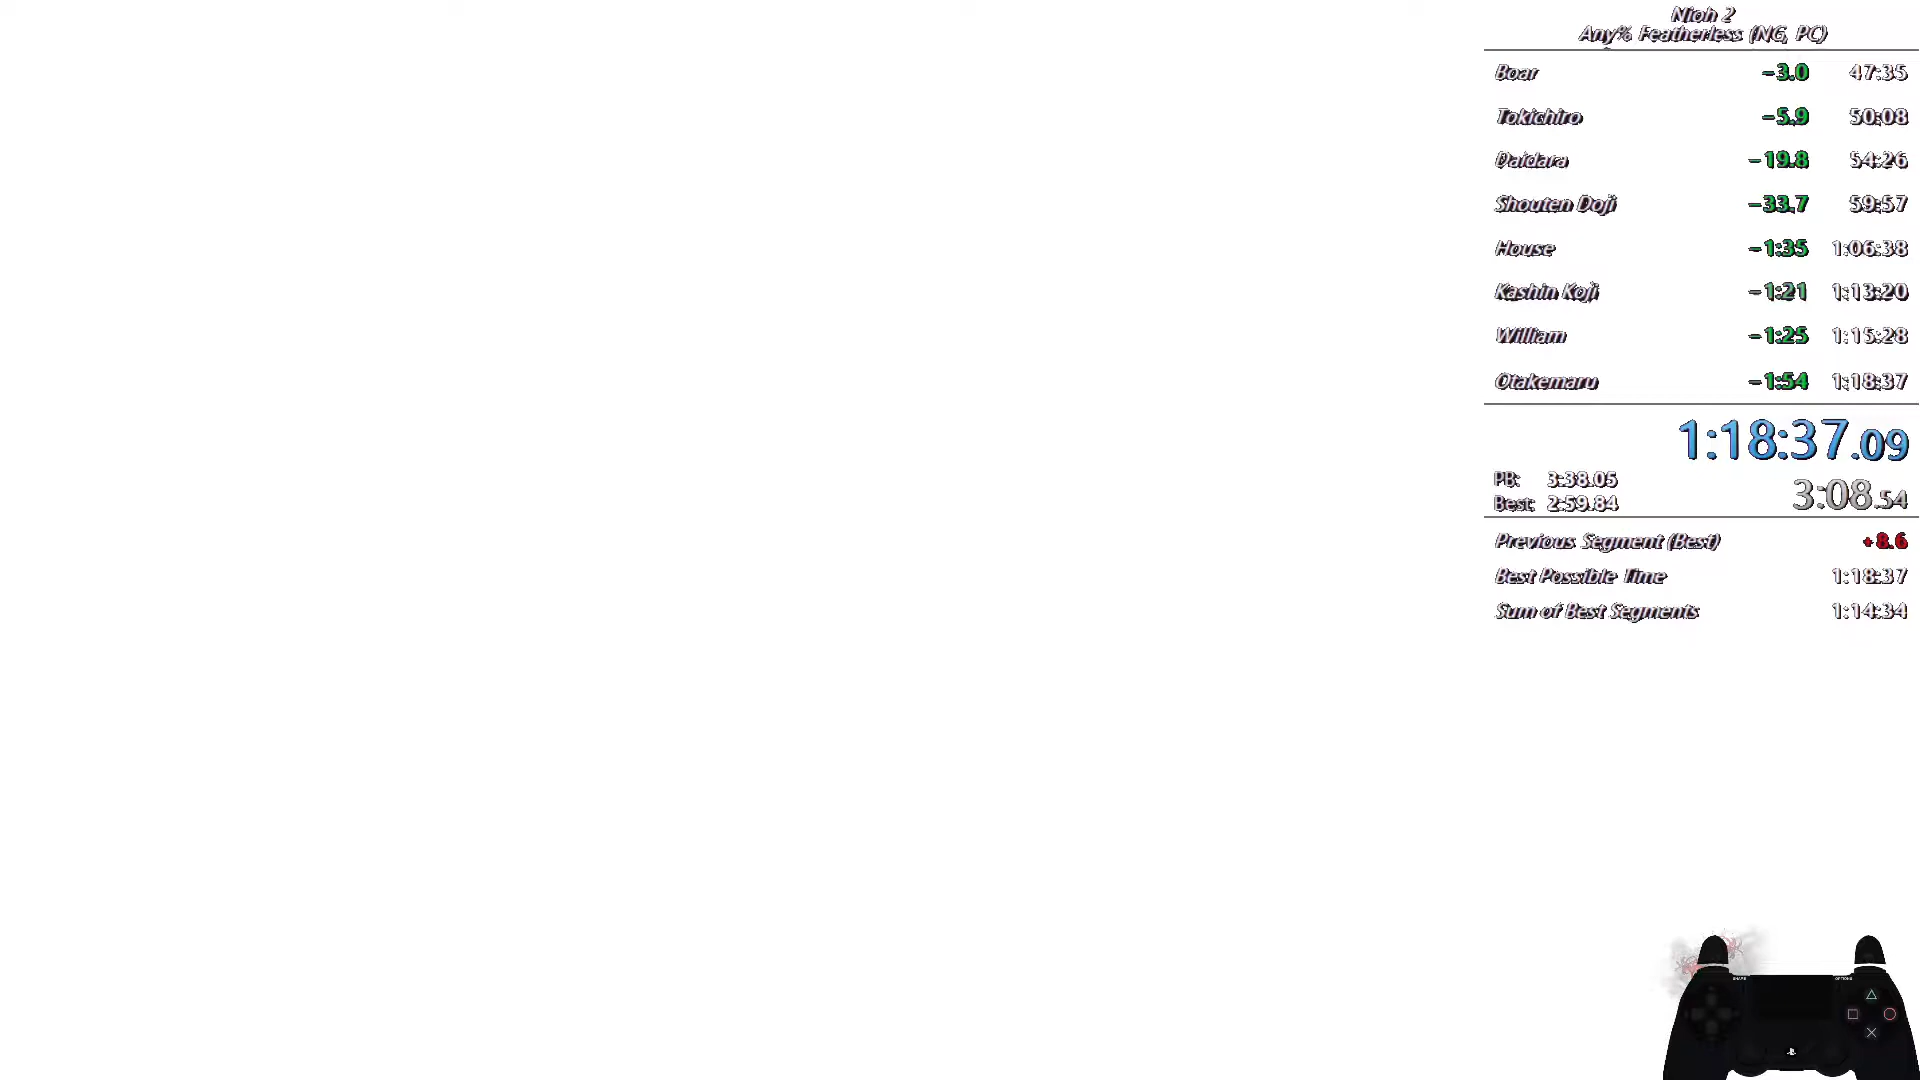 Nioh 2
Any% Featherless (NG, PC)
Boar -3.0 47:35
Tokichiro -5.9 50:08
Daidara -19.8 54:26
Shouten Doji -33.7 59:57
House -1:35 1:06:38
Kashin Koji -1:21 1:13:20
William -1:25 1:15:28
Otakemaru -1:54 1:18:37
1:18:37.09
PB: 3:38.05
Best: 2:59.84
3:08.54
Previous Segment (Best) +8.6
Best Possible Time 1:18:37
Sum of Best Segments 1:14:34
SHARE OPTIONS